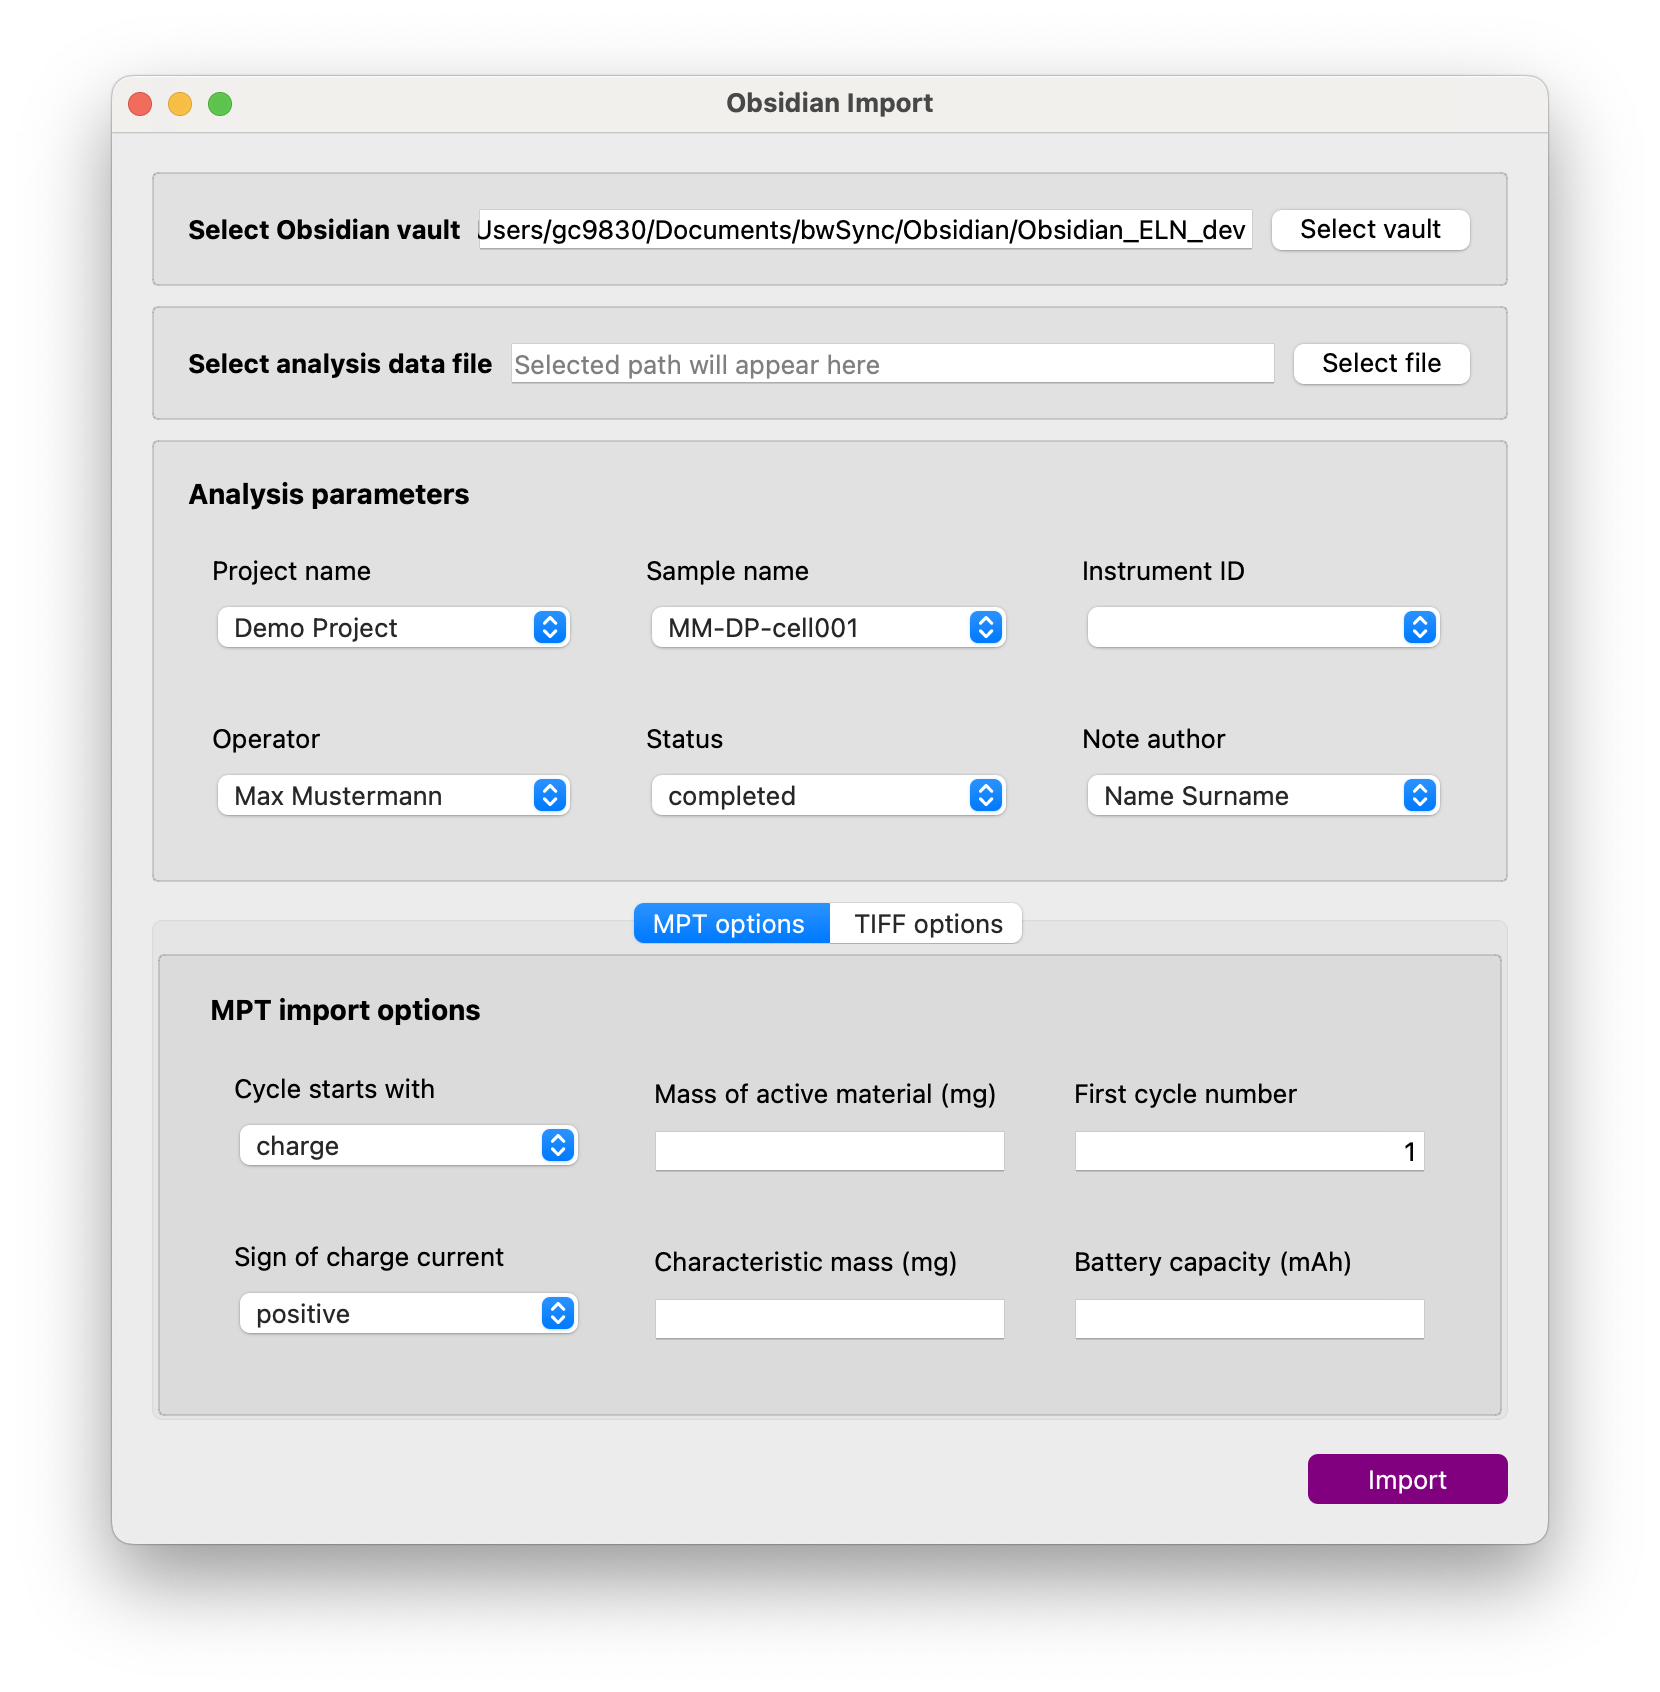 Obsidian Import
Select Obsidian vault Users/gc9830/Documents/bwSync/Obsidian/Obsidian_ELN_dev Select vault
Select analysis data file Selected path will appear here Select file
Analysis parameters
Project name Sample name Instrument ID
Demo Project MM-DP-cell001
Operator Status Note author
Max Mustermann completed Name Surname
MPT options TIFF options
MPT import options
Cycle starts with Mass of active material (mg) First cycle number
charge 1
Sign of charge current Characteristic mass (mg) Battery capacity (mAh)
positive
Import